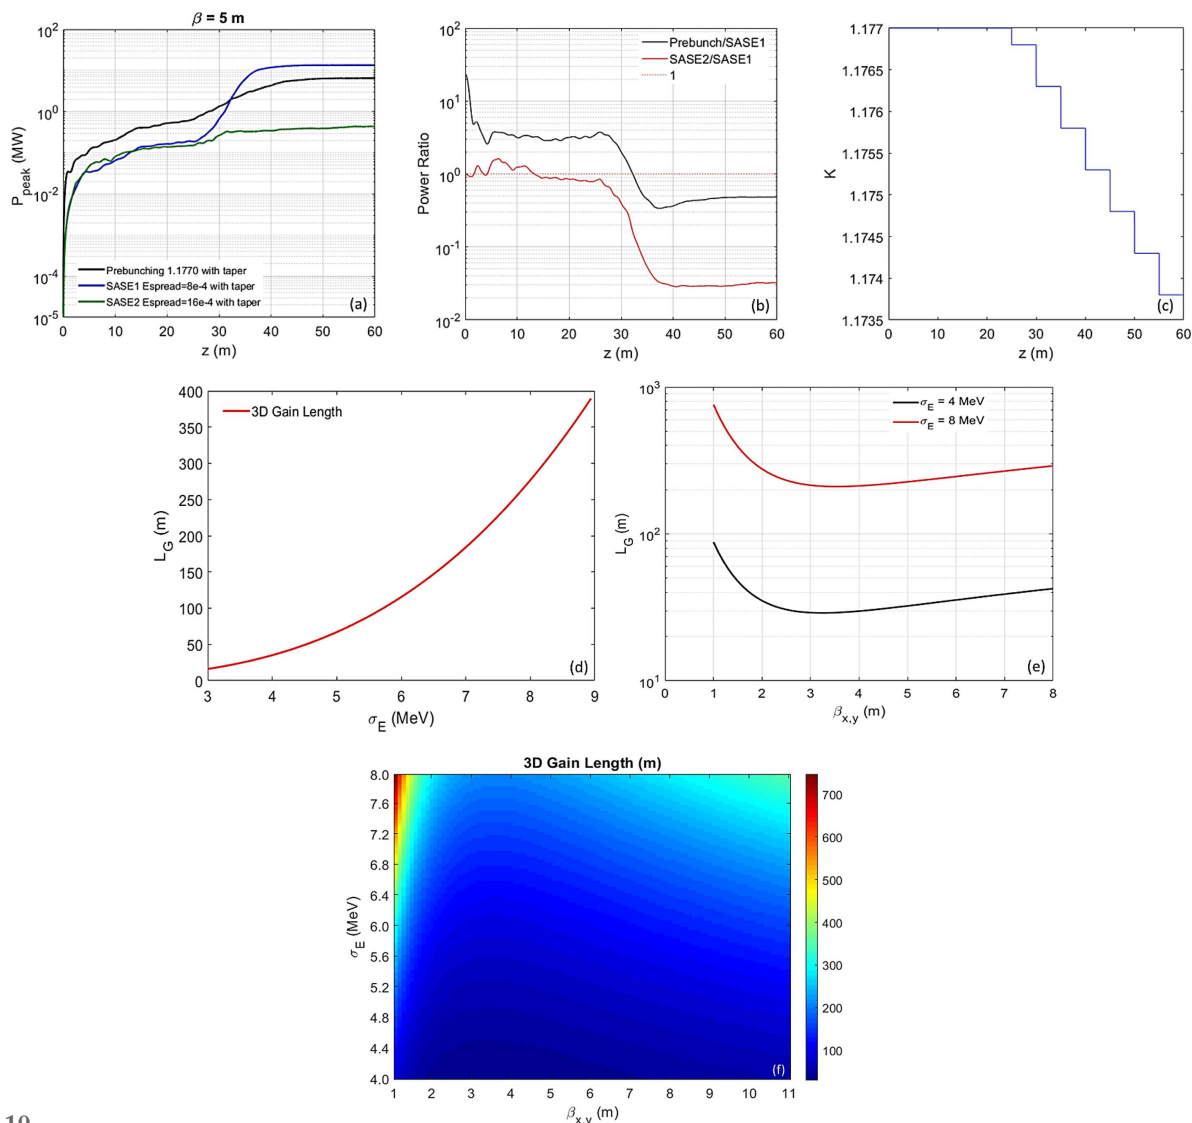 β = 5 m
10^2
10^0
10^-2
10^-4
10^-5
P_peak (MW)
Prebunching 1.1770 with taper
SASE1 Espread=8e-4 with taper
SASE2 Espread=16e-4 with taper
(a)
0 10 20 30 40 50 60
z (m)
10^2
10^1
10^0
10^-1
10^-2
Power Ratio
Prebunch/SASE1
SASE2/SASE1
1
(b)
0 10 20 30 40 50 60
z (m)
1.177
1.1765
1.176
1.1755
1.175
1.1745
1.174
1.1735
K
(c)
0 10 20 30 40 50 60
z (m)
400
350
300
250
200
150
100
50
0
L_G (m)
3D Gain Length
(d)
3 4 5 6 7 8 9
σ_E (MeV)
10^3
10^2
10^1
L_G (m)
σ_E = 4 MeV
σ_E = 8 MeV
(e)
0 1 2 3 4 5 6 7 8
β_x,y (m)
3D Gain Length (m)
8.0
7.6
7.2
6.8
6.4
6.0
5.6
5.2
4.8
4.4
4.0
σ_E (MeV)
(f)
1 2 3 4 5 6 7 8 9 10 11
β_x,y (m)
700
600
500
400
300
200
100